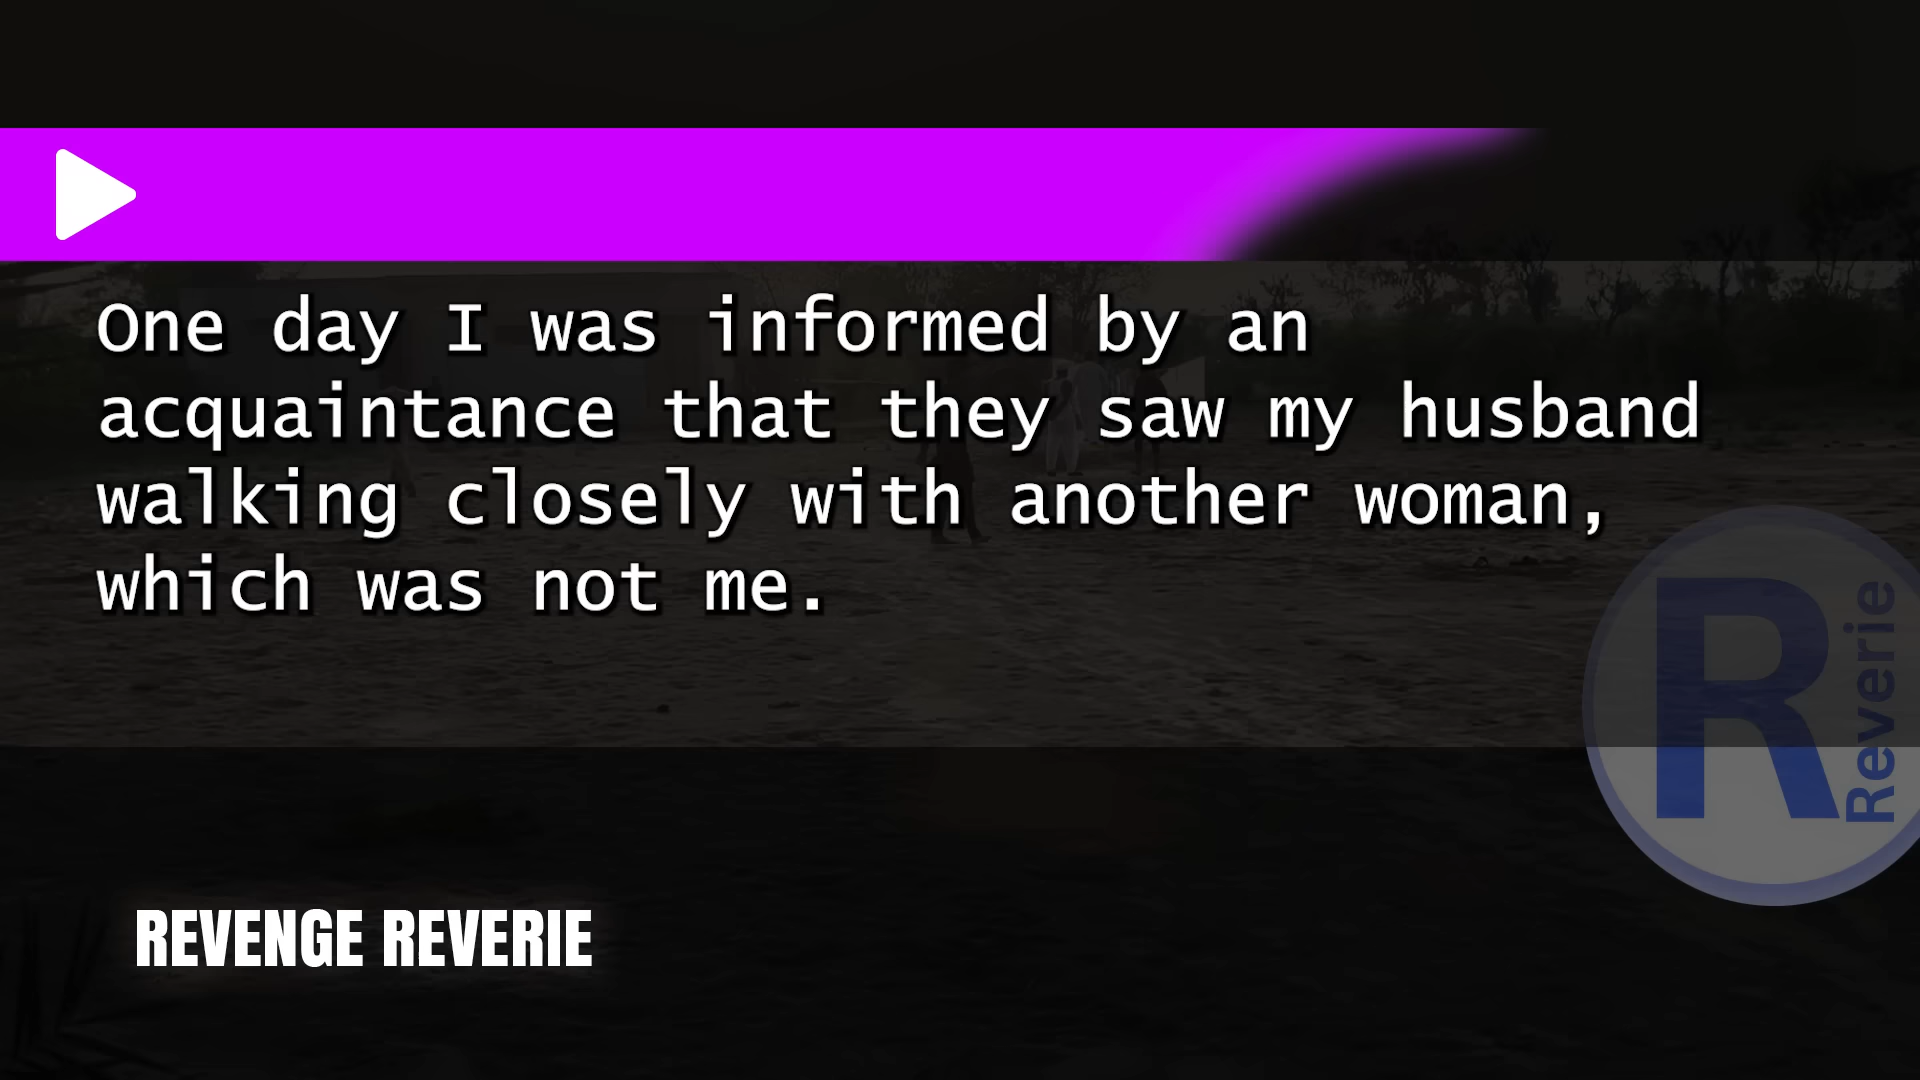 One day I was informed by an
acquaintance that they saw my husband
walking closely with another woman,
which was not me.
R
Reverie
REVENGE REVERIE